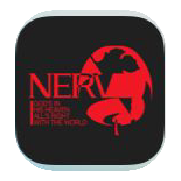 NERV
GOD'S IN
HIS HEAVEN
ALL'S RIGHT
WITH THE WORLD